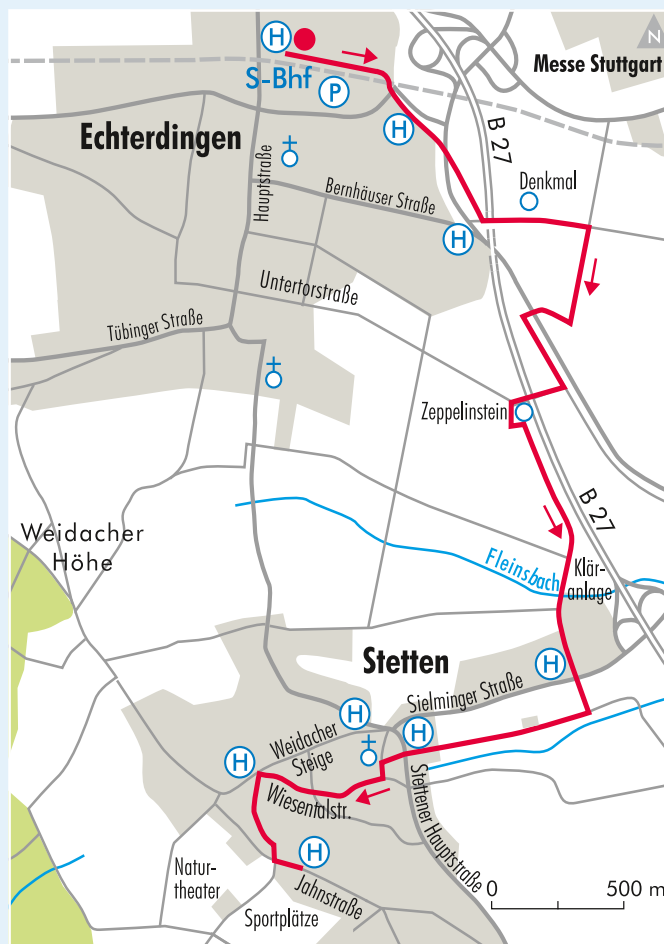 H
N
Messe Stuttgart
S-Bhf
P
B 27
Echterdingen
H
Hauptstraße
Denkmal
Bernhäuser Straße
H
Untertorstraße
Tübinger Straße
Zeppelinstein
B 27
Weidacher
Höhe
Fleinsbach
Klär-
anlage
Stetten
H
Sielminger Straße
H
H
Weidacher
Steige
H
Wiesentalstr.
Stettener Hauptstraße
H
Natur-
theater
Jahnstraße
Sportplätze
0 500 m